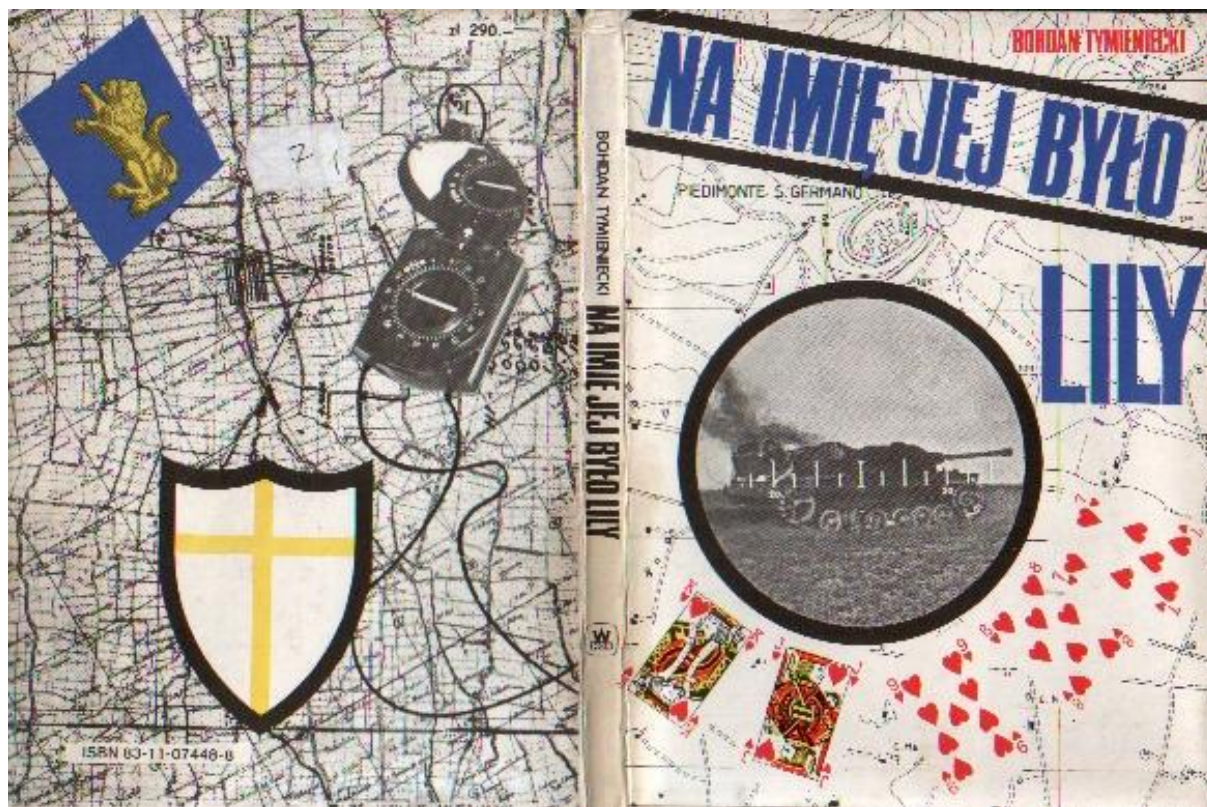 zł 290.–
ISBN 83-11-07448-8
BOHDAN TYMIENIECKI NA IMIĘ JEJ BYŁO LILY
BOHDAN TYMIENIECKI
NA IMIĘ JEJ BYŁO
LILY
PIEDIMONTE S. GERMANO